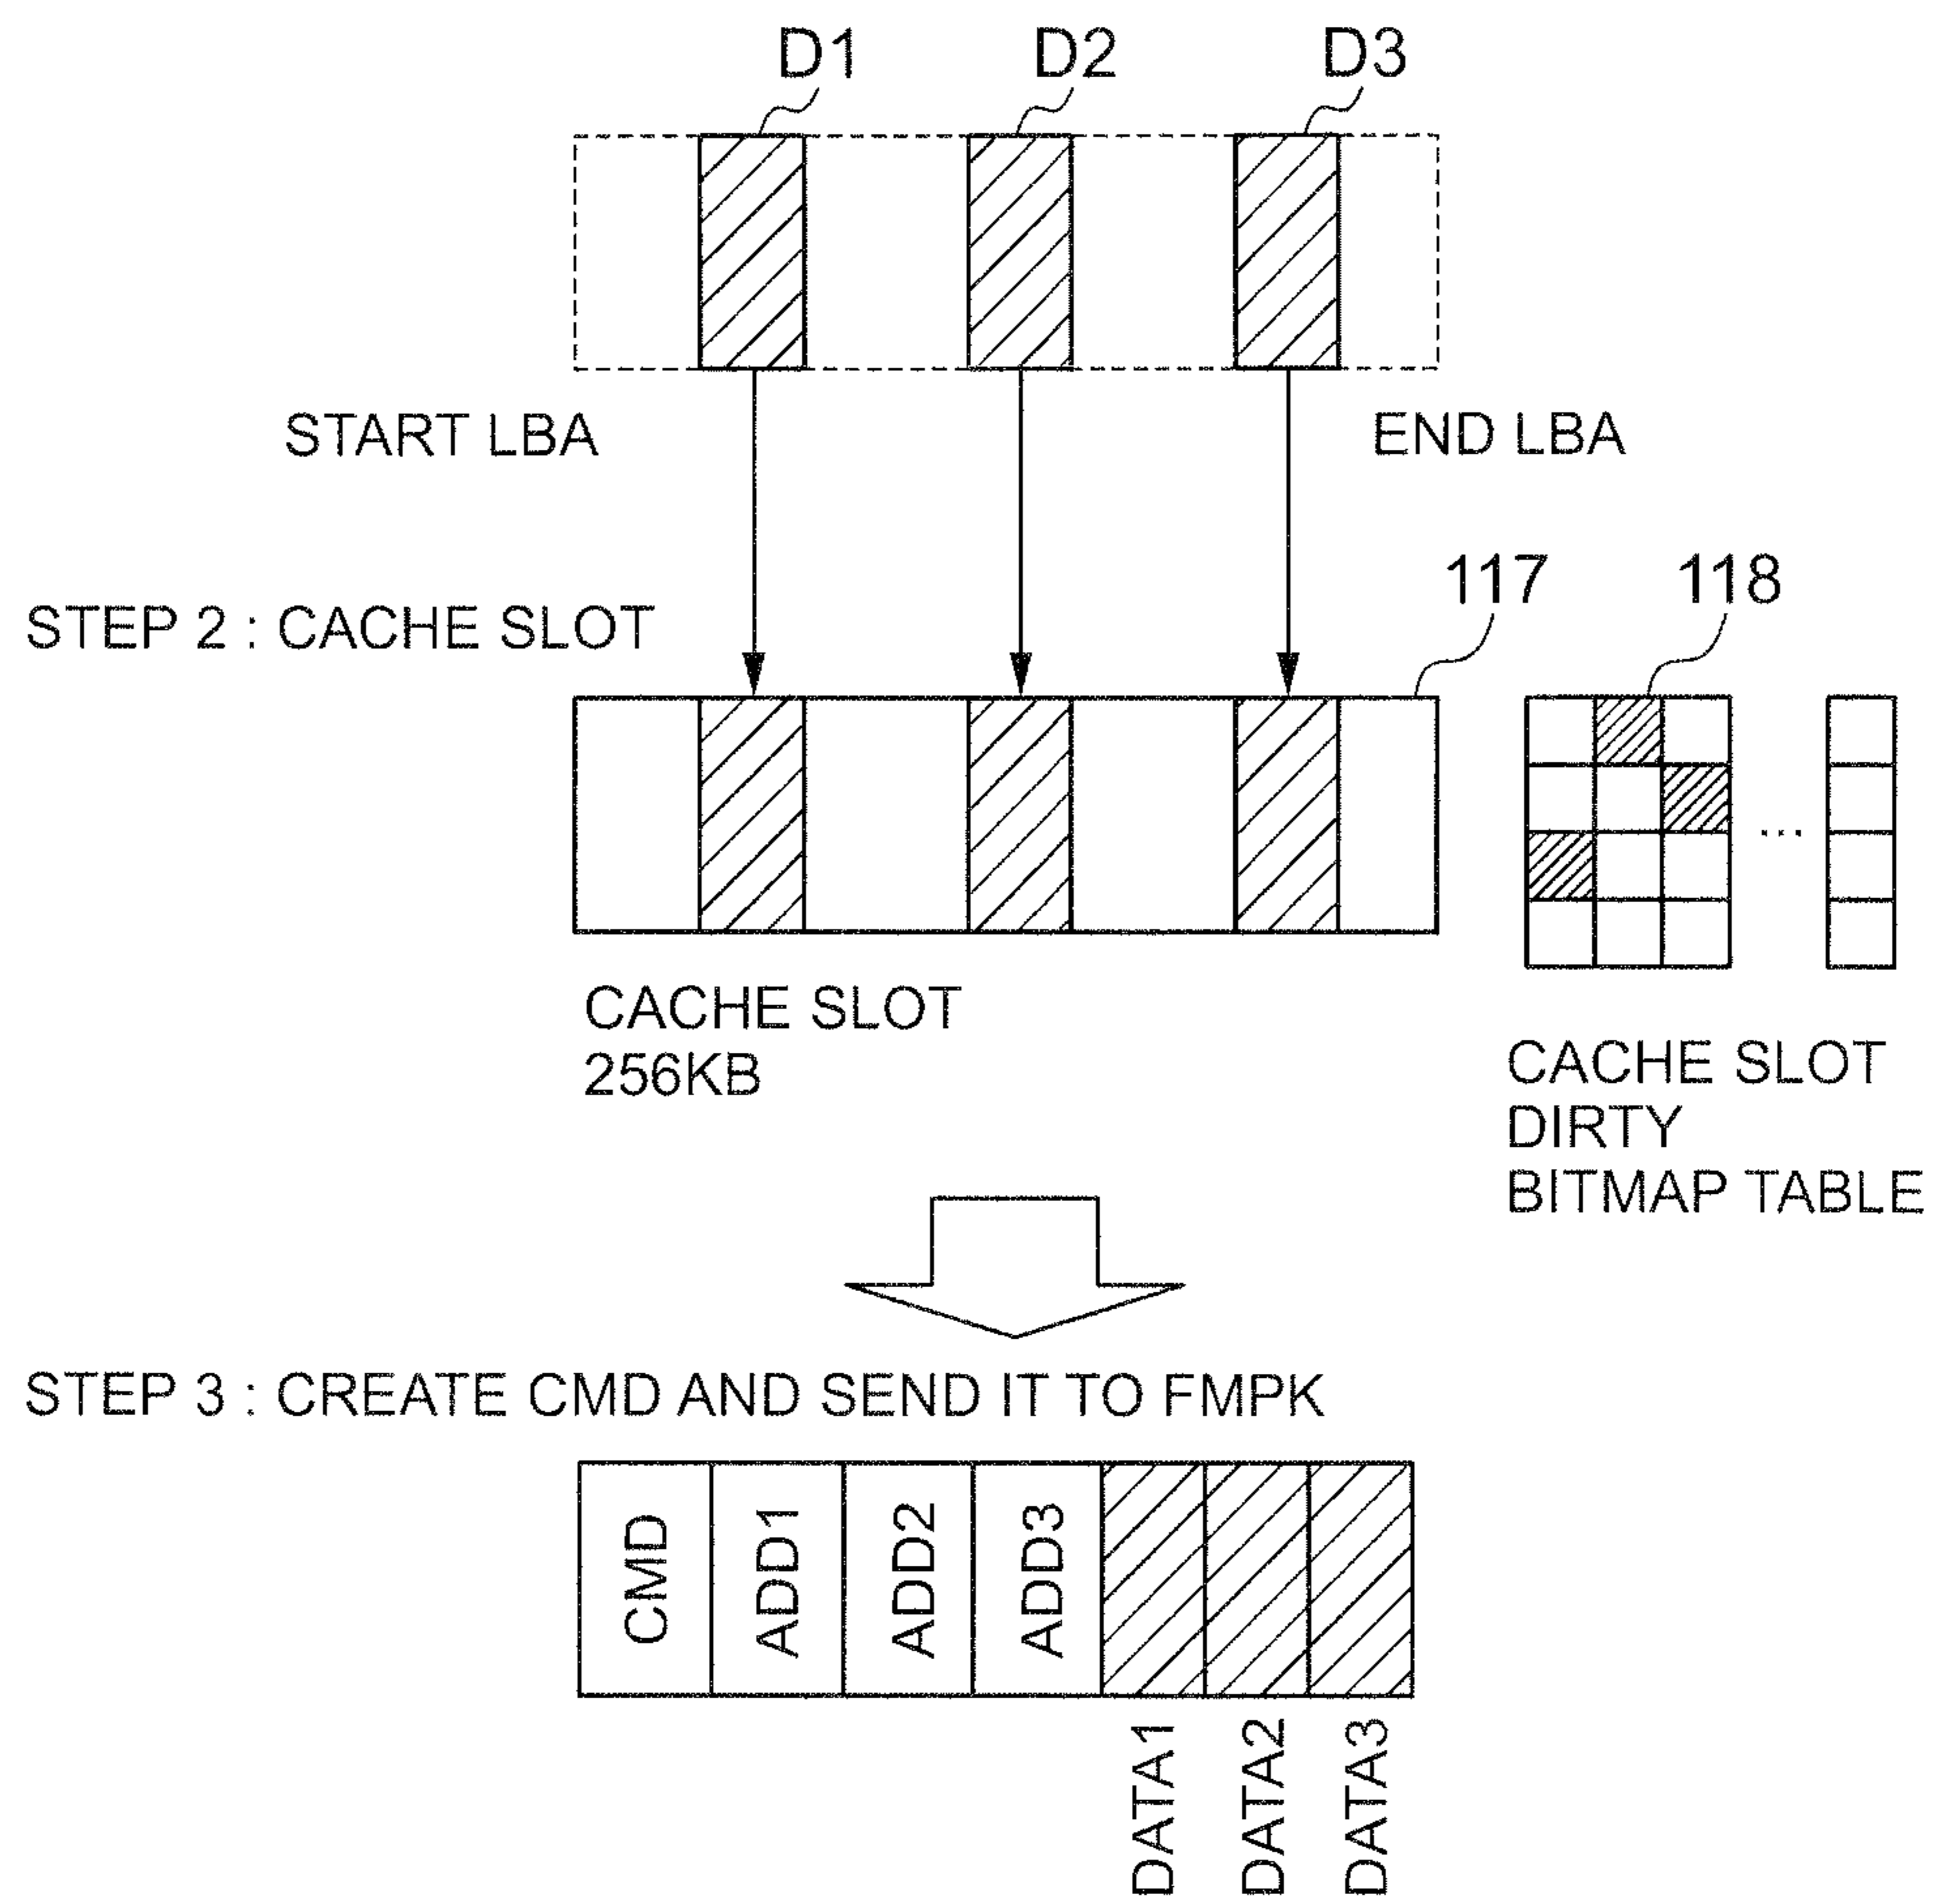 D1 D2 D3
START LBA END LBA
117 118
STEP 2 : CACHE SLOT
...
CACHE SLOT
256KB
CACHE SLOT
DIRTY
BITMAP TABLE
STEP 3 : CREATE CMD AND SEND IT TO FMPK
CMD ADD1 ADD2 ADD3
DATA1 DATA2 DATA3